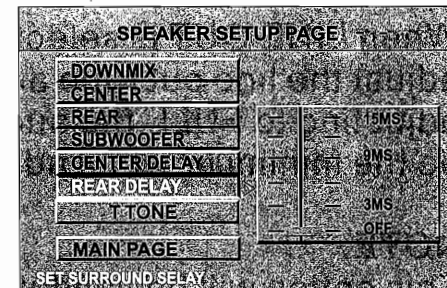 SPEAKER SETUP PAGE
DOWNMIX
CENTER
REAR
SUBWOOFER
CENTER DELAY
REAR DELAY
T-TONE
MAIN PAGE
15MS
9MS
3MS
OFF
SET SURROUND SELAY